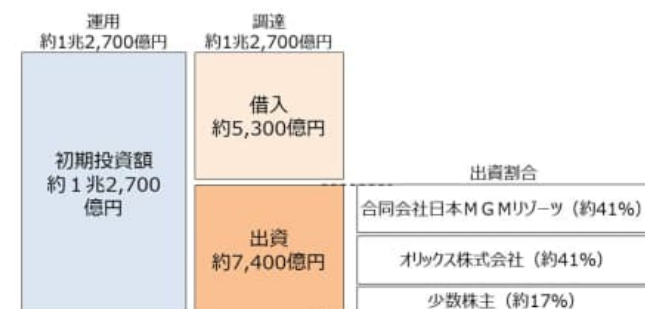 運用
約1兆2,700億円
調達
約1兆2,700億円
初期投資額
約１兆2,700
億円
借入
約5,300億円
出資
約7,400億円
出資割合
合同会社日本ＭＧＭリゾーツ（約41%）
オリックス株式会社（約41%）
少数株主（約17%）